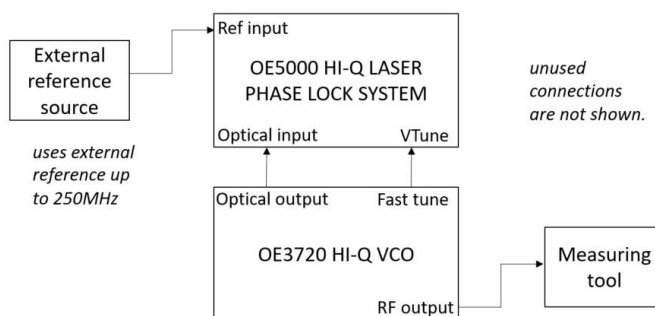 Ref input
External
reference
source
OE5000 HI-Q LASER
PHASE LOCK SYSTEM
unused
connections
are not shown.
Optical input
VTune
uses external
reference up
to 250MHz
Optical output
Fast tune
OE3720 HI-Q VCO
Measuring
tool
RF output